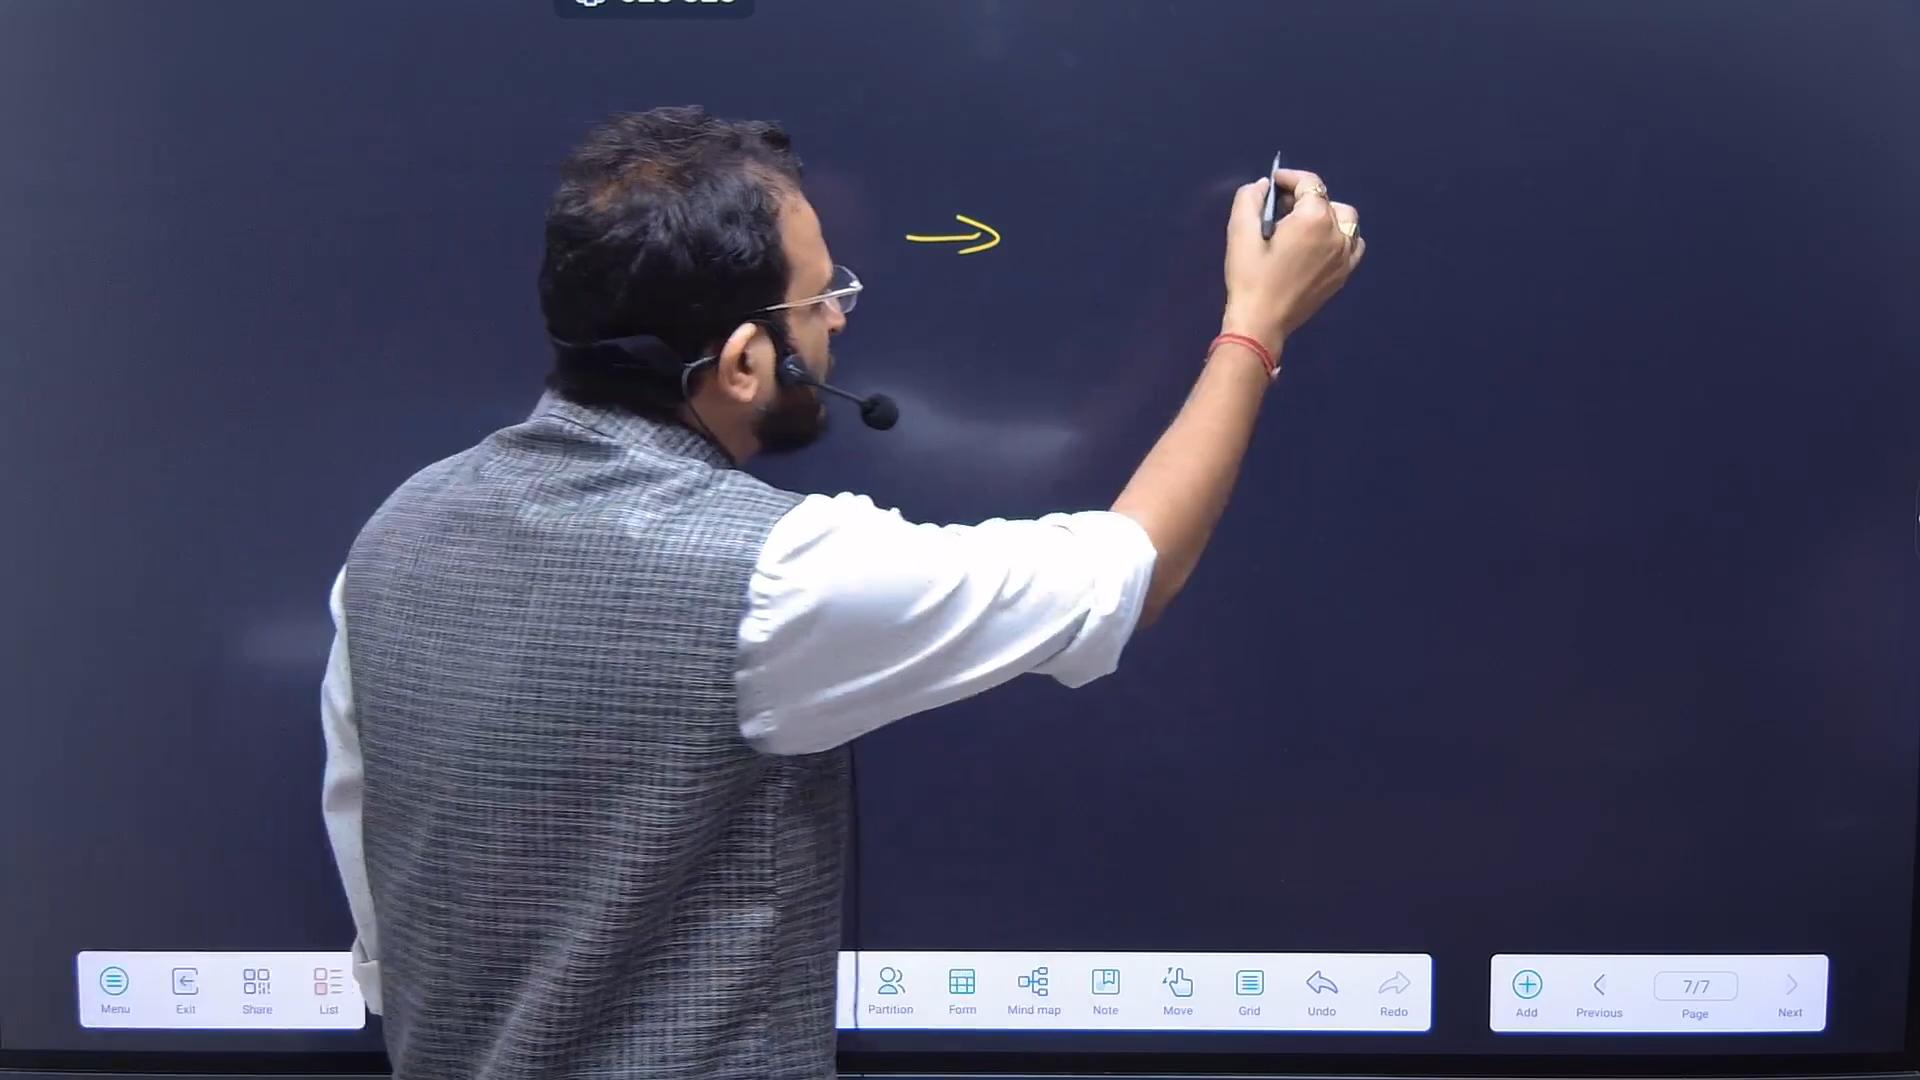 Menu
Exit
Share
List
Partition
Form
Mind map
Note
Move
Grid
Undo
Redo
Add
Previous
7/7
Page
Next